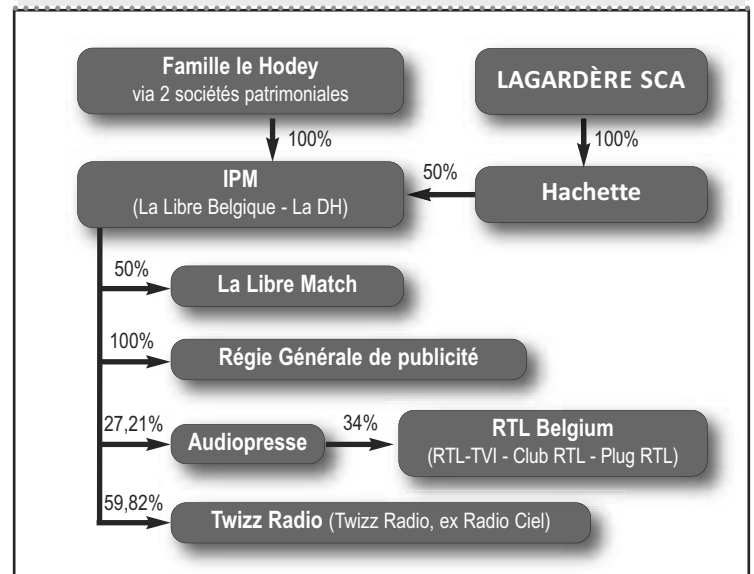 Famille le Hodey
via 2 sociétés patrimoniales
LAGARDÈRE SCA
100%
100%
IPM
(La Libre Belgique - La DH)
50%
Hachette
50%
La Libre Match
100%
Régie Générale de publicité
27,21%
Audiopresse
34%
RTL Belgium
(RTL-TVI - Club RTL - Plug RTL)
59,82%
Twizz Radio (Twizz Radio, ex Radio Ciel)